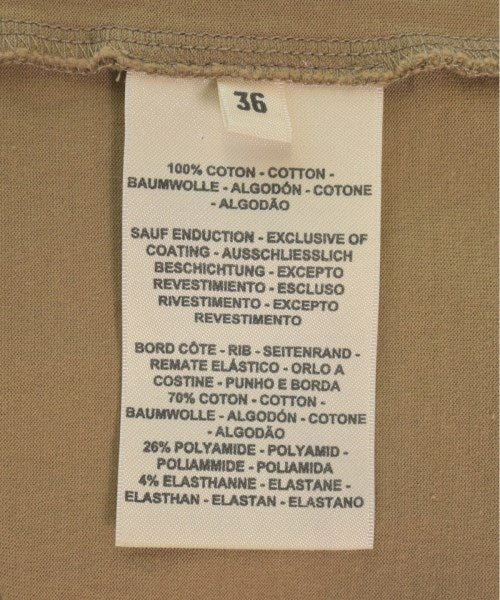 36
100% COTON - COTTON -
BAUMWOLLE - ALGODÓN - COTONE
- ALGODÃO
SAUF ENDUCTION - EXCLUSIVE OF
COATING - AUSSCHLIESSLICH
BESCHICHTUNG - EXCEPTO
REVESTIMIENTO - ESCLUSO
RIVESTIMENTO - EXCEPTO
REVESTIMENTO
BORD CÔTE - RIB - SEITENRAND -
REMATE ELÁSTICO - ORLO A
COSTINE - PUNHO E BORDA
70% COTON - COTTON -
BAUMWOLLE - ALGODÓN - COTONE
- ALGODÃO
26% POLYAMIDE - POLYAMID -
POLIAMMIDE - POLIAMIDA
4% ELASTHANNE - ELASTANE -
ELASTHAN - ELASTAN - ELASTANO